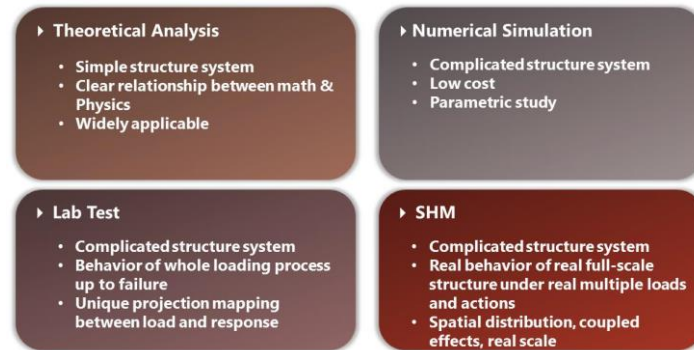 Theoretical Analysis
• Simple structure system
• Clear relationship between math &
Physics
• Widely applicable
Numerical Simulation
• Complicated structure system
• Low cost
• Parametric study
Lab Test
• Complicated structure system
• Behavior of whole loading process
up to failure
• Unique projection mapping
between load and response
SHM
• Complicated structure system
• Real behavior of real full-scale
structure under real multiple loads
and actions
• Spatial distribution, coupled
effects, real scale